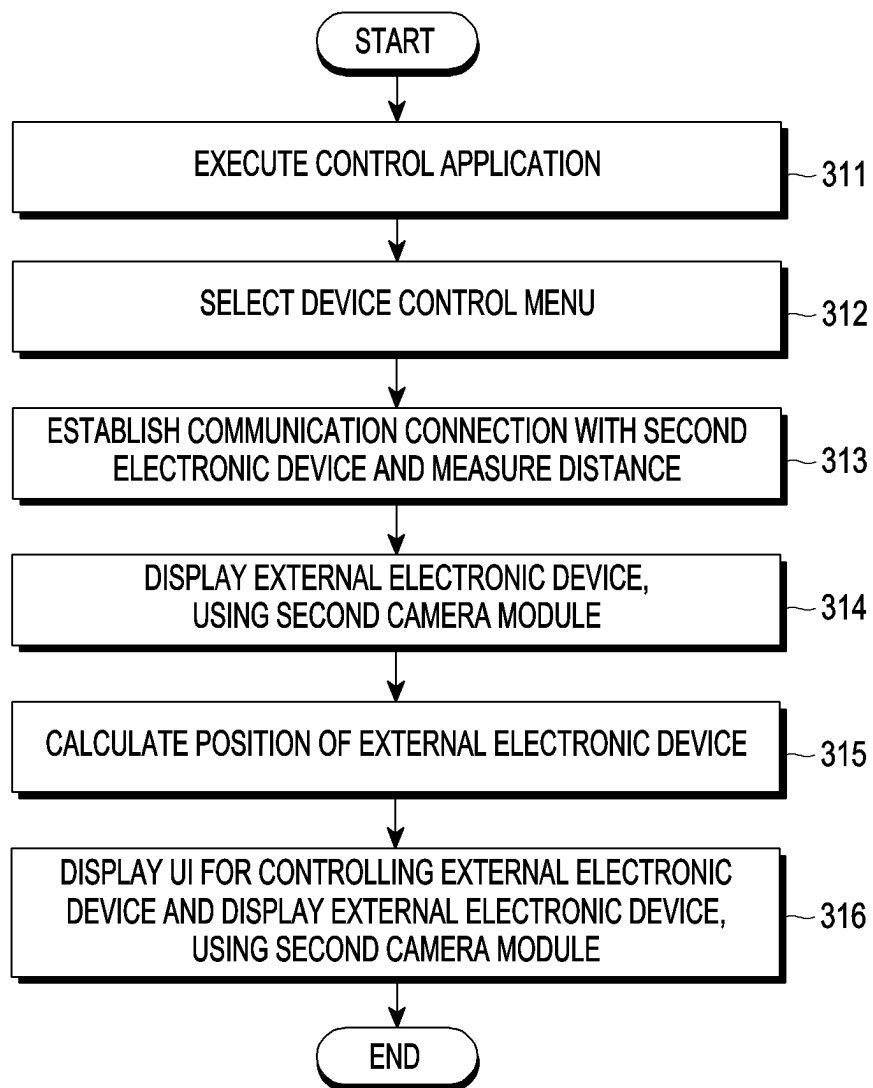 START
EXECUTE CONTROL APPLICATION
311
SELECT DEVICE CONTROL MENU
312
ESTABLISH COMMUNICATION CONNECTION WITH SECOND
ELECTRONIC DEVICE AND MEASURE DISTANCE
313
DISPLAY EXTERNAL ELECTRONIC DEVICE,
USING SECOND CAMERA MODULE
314
CALCULATE POSITION OF EXTERNAL ELECTRONIC DEVICE
315
DISPLAY UI FOR CONTROLLING EXTERNAL ELECTRONIC
DEVICE AND DISPLAY EXTERNAL ELECTRONIC DEVICE,
USING SECOND CAMERA MODULE
316
END